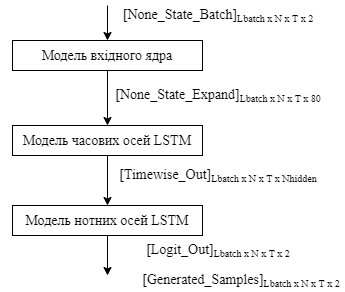 [None_State_Batch]Lbatch x N x T x 2
Модель вхідного ядра
[None_State_Expand]Lbatch x N x T x 80
Модель часових осей LSTM
[Timewise_Out]Lbatch x N x T x Nhidden
Модель нотних осей LSTM
[Logit_Out]Lbatch x N x T x 2
[Generated_Samples]Lbatch x N x T x 2